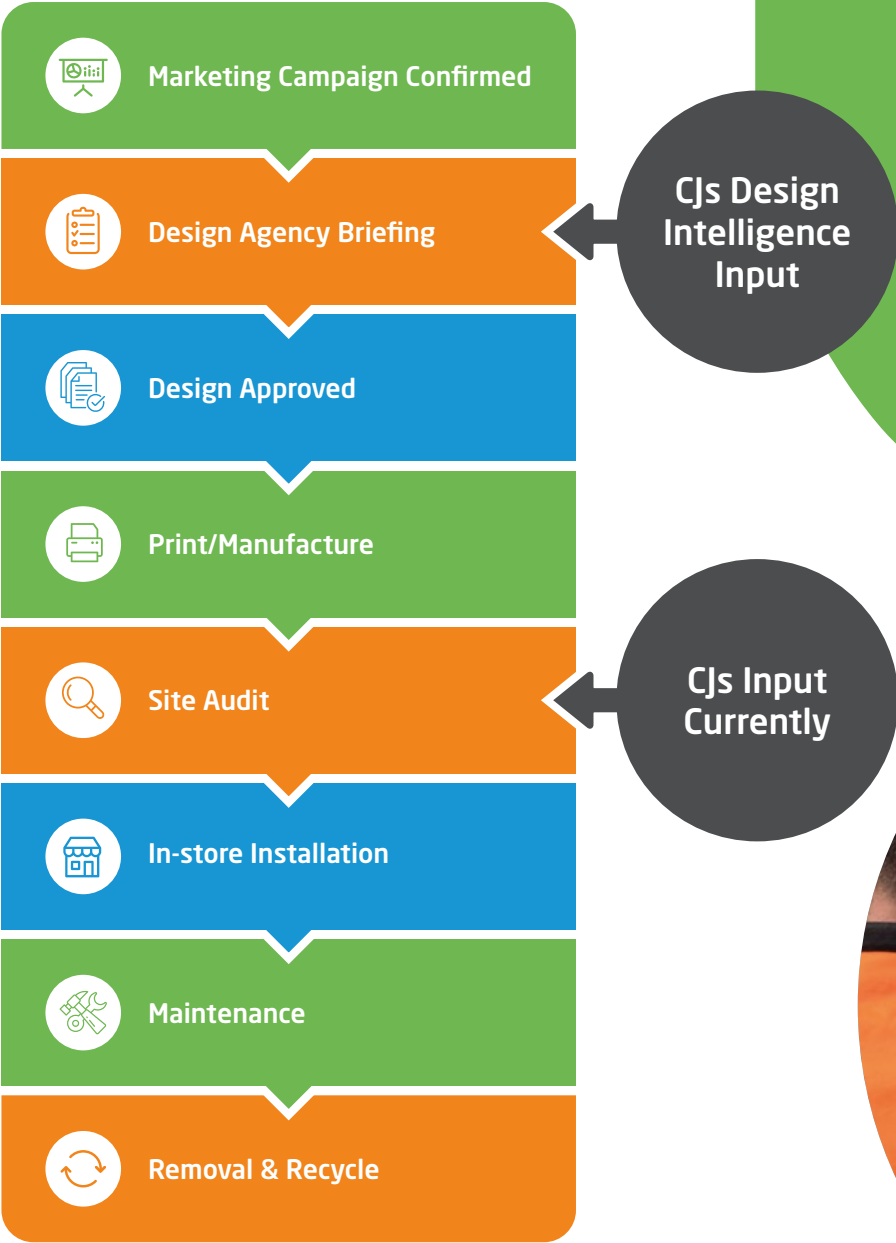 Marketing Campaign Confirmed
Design Agency Briefing
CJs Design
Intelligence
Input
Design Approved
Print/Manufacture
Site Audit
CJs Input
Currently
In-store Installation
Maintenance
Removal & Recycle